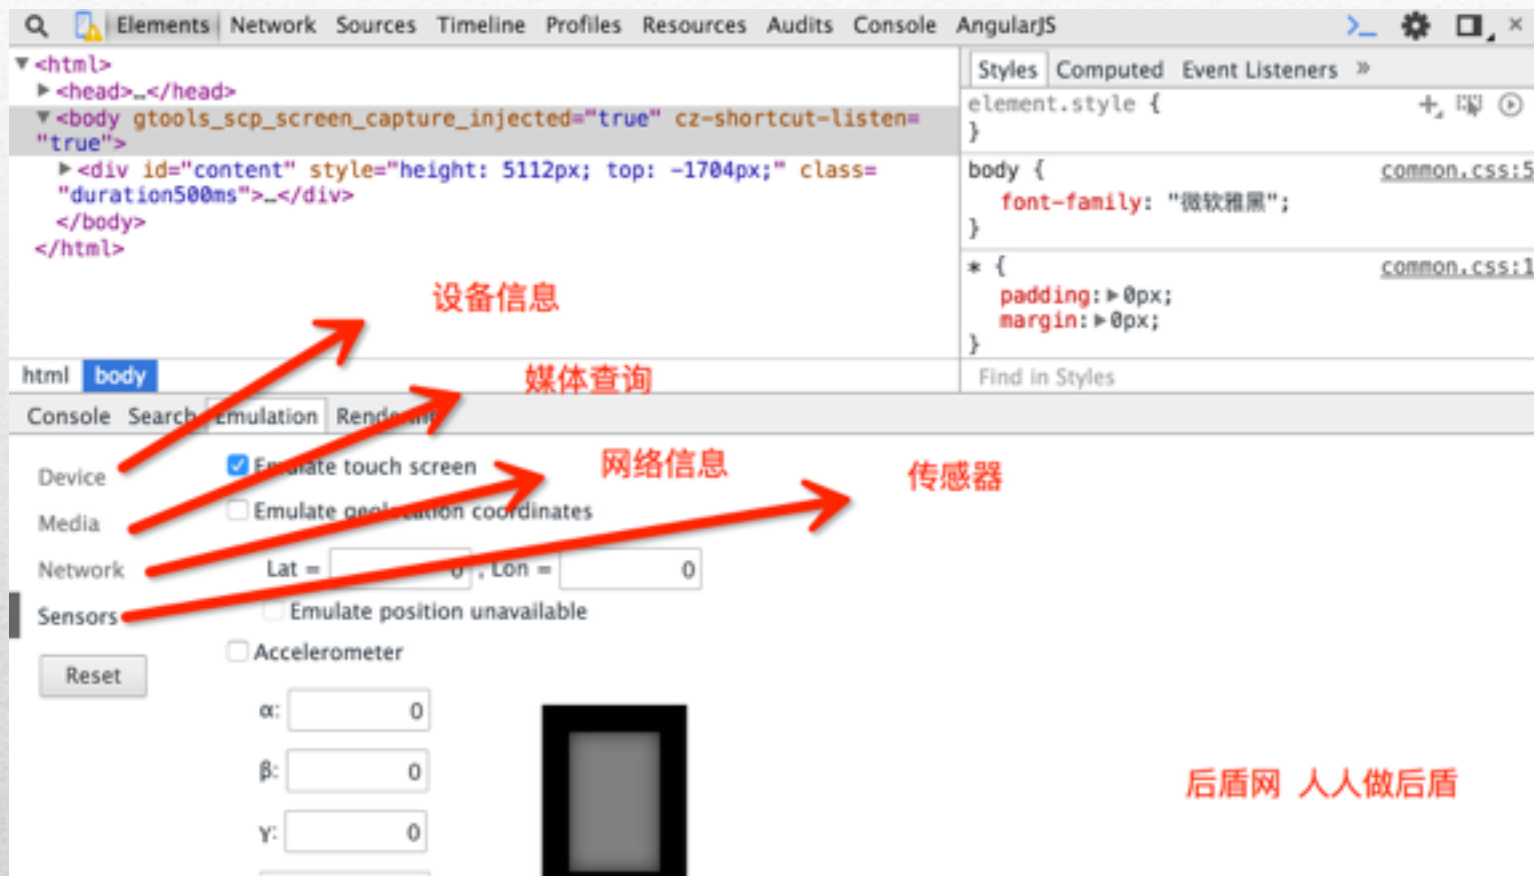 Elements Network Sources Timeline Profiles Resources Audits Console AngularJS
<html>
<head>…</head>
<body gtools_scp_screen_capture_injected="true" cz-shortcut-listen=
"true">
<div id="content" style="height: 5112px; top: -1704px;" class=
"duration500ms">…</div>
</body>
</html>
Styles Computed Event Listeners »
element.style {
}
body { common.css:5
font-family: "微软雅黑";
}
* { common.css:1
padding: 0px;
margin: 0px;
}
Find in Styles
设备信息
媒体查询
html body
Console Search Emulation Rendering
网络信息
传感器
Device
Media
Network
Sensors
Reset
Emulate touch screen
Emulate geolocation coordinates
Lat = 0 , Lon = 0
Emulate position unavailable
Accelerometer
α: 0
β: 0
γ: 0
后盾网 人人做后盾